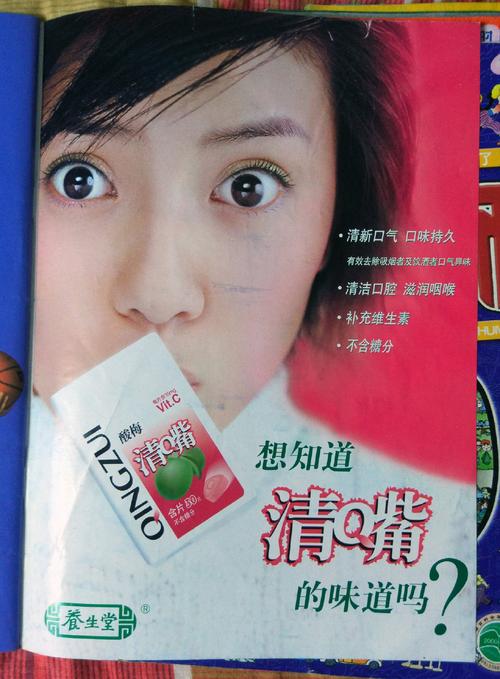 ·清新口气 口味持久
有效去除吸烟者及饮酒者口气异味
·清洁口腔 滋润咽喉
·补充维生素
·不含糖分
Vit.C
酸梅
清Q嘴
QINGZUI
含片
不含糖分
想知道
清Q嘴
的味道吗?
養生堂®
了